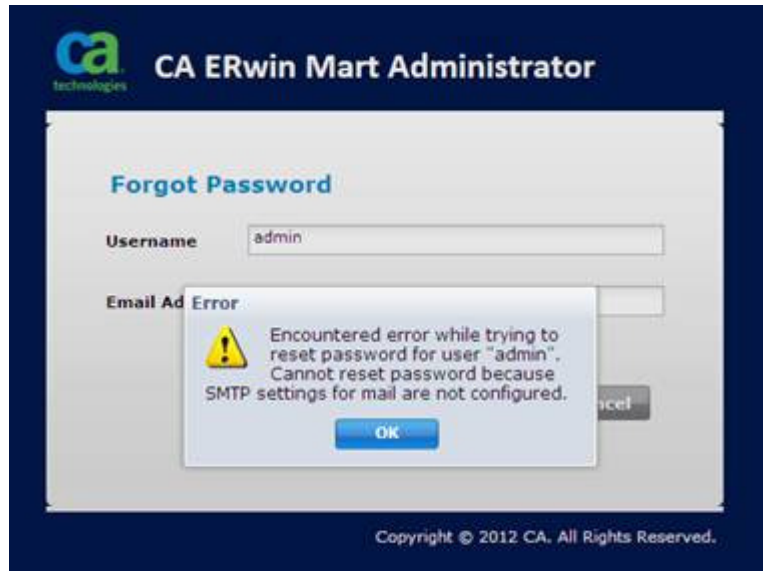 ca
technologies
CA ERwin Mart Administrator
Forgot Password
Username
admin
Email Ad
Error
Encountered error while trying to
reset password for user "admin".
Cannot reset password because
SMTP settings for mail are not configured.
ncel
OK
Copyright © 2012 CA. All Rights Reserved.